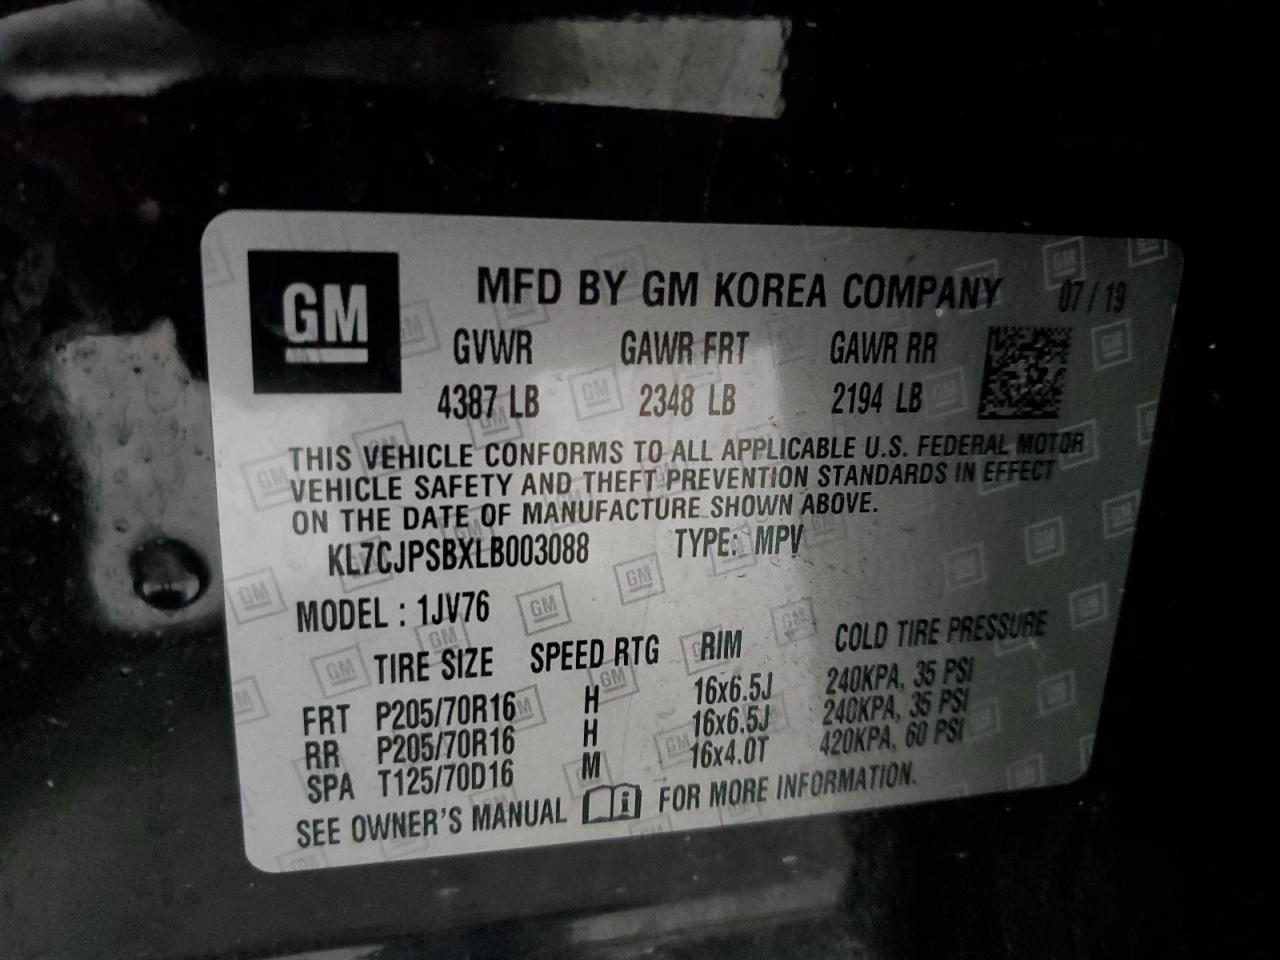 GM
MFD BY GM KOREA COMPANY 07/19
GVWR GAWR FRT GAWR RR
4387 LB 2348 LB 2194 LB
THIS VEHICLE CONFORMS TO ALL APPLICABLE U.S. FEDERAL MOTOR
VEHICLE SAFETY AND THEFT PREVENTION STANDARDS IN EFFECT
ON THE DATE OF MANUFACTURE SHOWN ABOVE.
KL7CJPSBXLB003088 TYPE: MPV
MODEL : 1JV76
TIRE SIZE SPEED RTG RIM COLD TIRE PRESSURE
FRT P205/70R16 H 16x6.5J 240KPA, 35 PSI
RR P205/70R16 H 16x6.5J 240KPA, 35 PSI
SPA T125/70D16 M 16x4.0T 420KPA, 60 PSI
SEE OWNER'S MANUAL i FOR MORE INFORMATION.